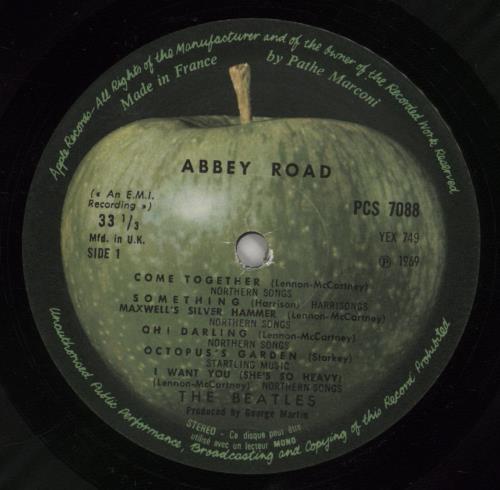 Apple Records-All Rights of the Manufacturer and of the Owner of the Recorded Work Reserved
Made in France by Pathe Marconi
ABBEY ROAD
(« An E.M.I.
Recording »)
33 1/3
Mfd. in U.K.
SIDE 1
PCS 7088
YEX 749
℗ 1969
COME TOGETHER (Lennon-McCartney)
NORTHERN SONGS
SOMETHING (Harrison) HARRISONGS
MAXWELL'S SILVER HAMMER (Lennon-McCartney)
NORTHERN SONGS
OH! DARLING (Lennon-McCartney)
NORTHERN SONGS
OCTOPUS'S GARDEN (Starkey)
STARTLING MUSIC
I WANT YOU (SHE'S SO HEAVY)
(Lennon-McCartney) NORTHERN SONGS
THE BEATLES
Produced by George Martin
STEREO - Ce disque peut être
utilisé avec un lecteur MONO
Unauthorised Public Performance, Broadcasting and Copying of this Record Prohibited